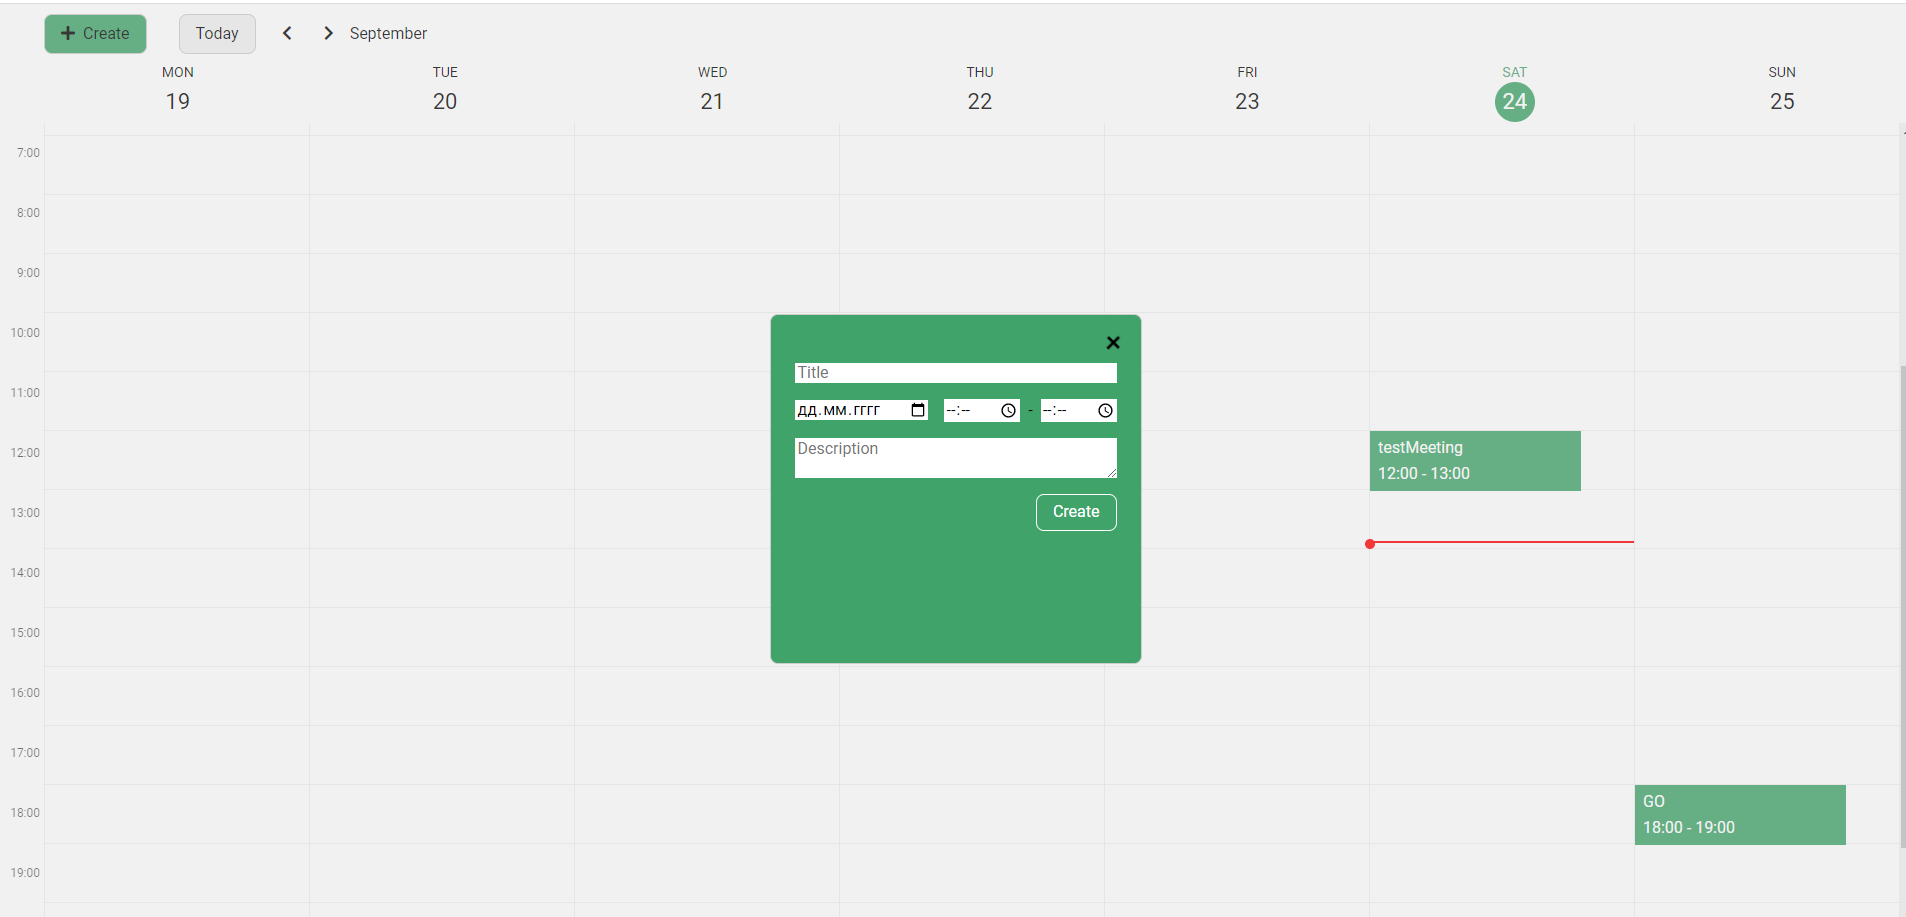 Create Today September
MON TUE WED THU FRI SAT SUN
19 20 21 22 23 24 25
7:00
8:00
9:00
10:00
11:00
12:00
13:00
14:00
15:00
16:00
17:00
18:00
19:00
Title
ДД.ММ.ГГГГ --:-- - --:--
Description
Create
testMeeting
12:00 - 13:00
GO
18:00 - 19:00